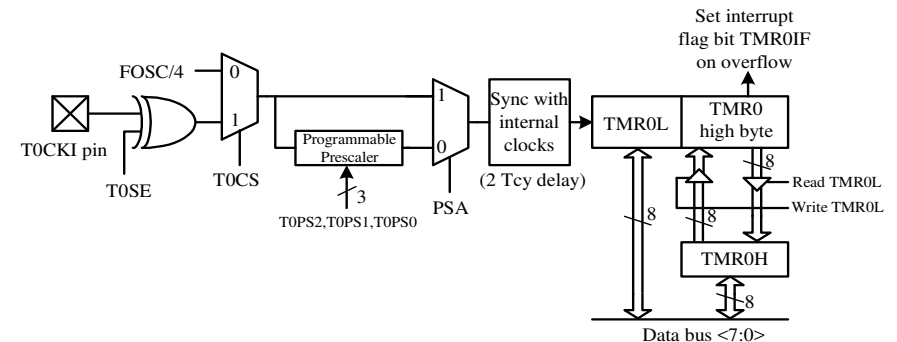 Set interrupt
flag bit TMR0IF
on overflow
FOSC/4
0
1
T0CKI pin
T0SE
T0CS
Programmable
Prescaler
3
T0PS2,T0PS1,T0PS0
1
0
PSA
Sync with
internal
clocks
(2 Tcy delay)
TMR0L
TMR0
high byte
8
Read TMR0L
Write TMR0L
8
8
TMR0H
8
Data bus <7:0>